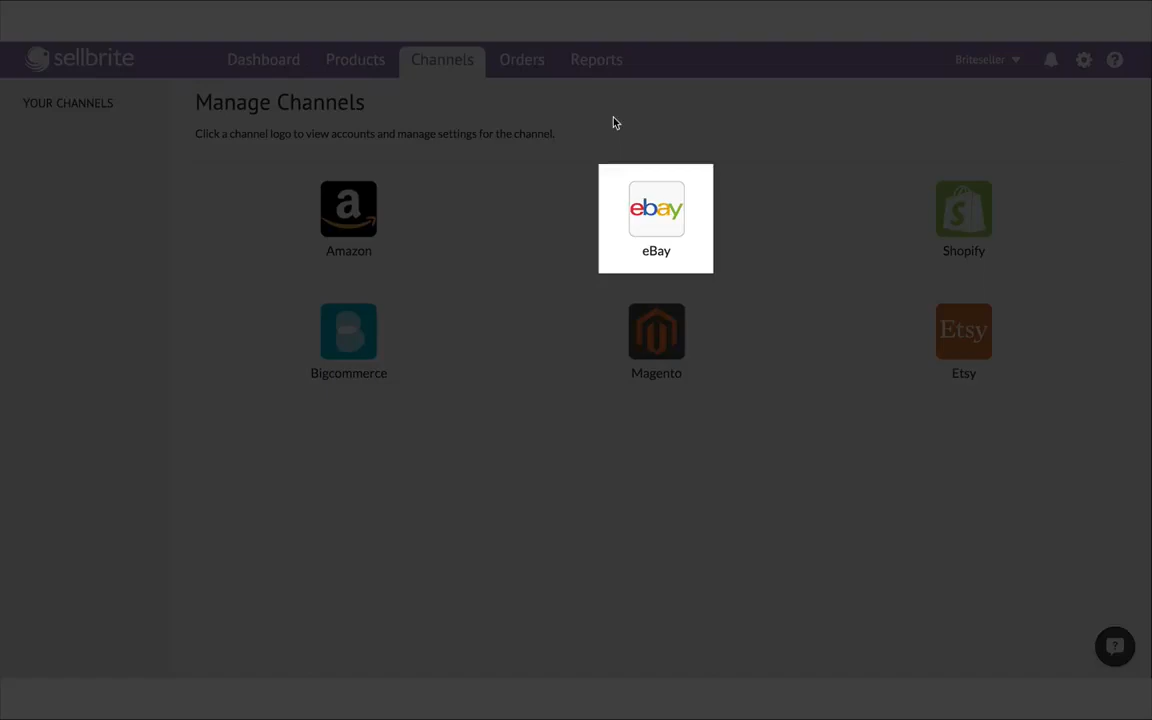 sellbrite
Dashboard Products Channels Orders Reports
Briteseller
YOUR CHANNELS
Manage Channels
Click a channel logo to view accounts and manage settings for the channel.
a
ebay
S
Amazon
eBay
Shopify
Etsy
Bigcommerce
Magento
Etsy